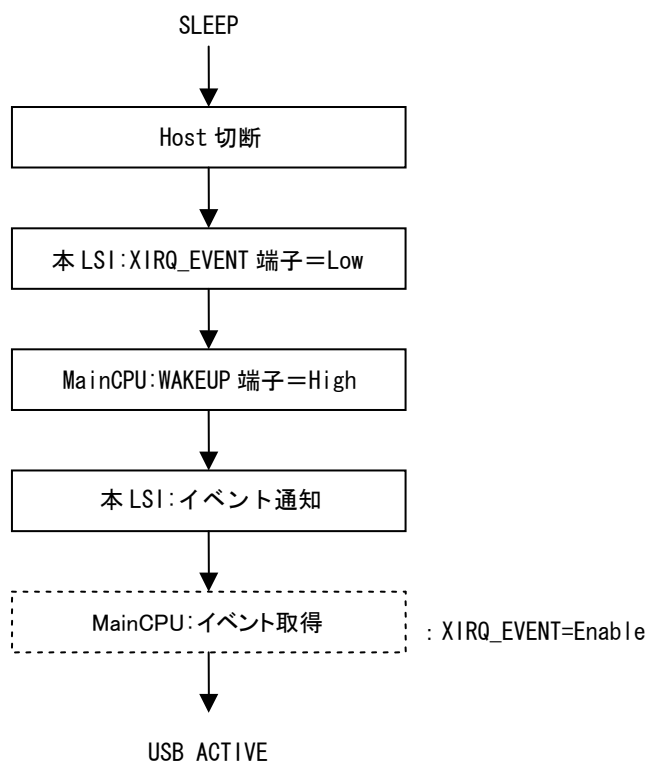 SLEEP
Host 切断
本 LSI:XIRQ_EVENT 端子＝Low
MainCPU:WAKEUP 端子＝High
本 LSI:イベント通知
MainCPU:イベント取得
: XIRQ_EVENT=Enable
USB ACTIVE